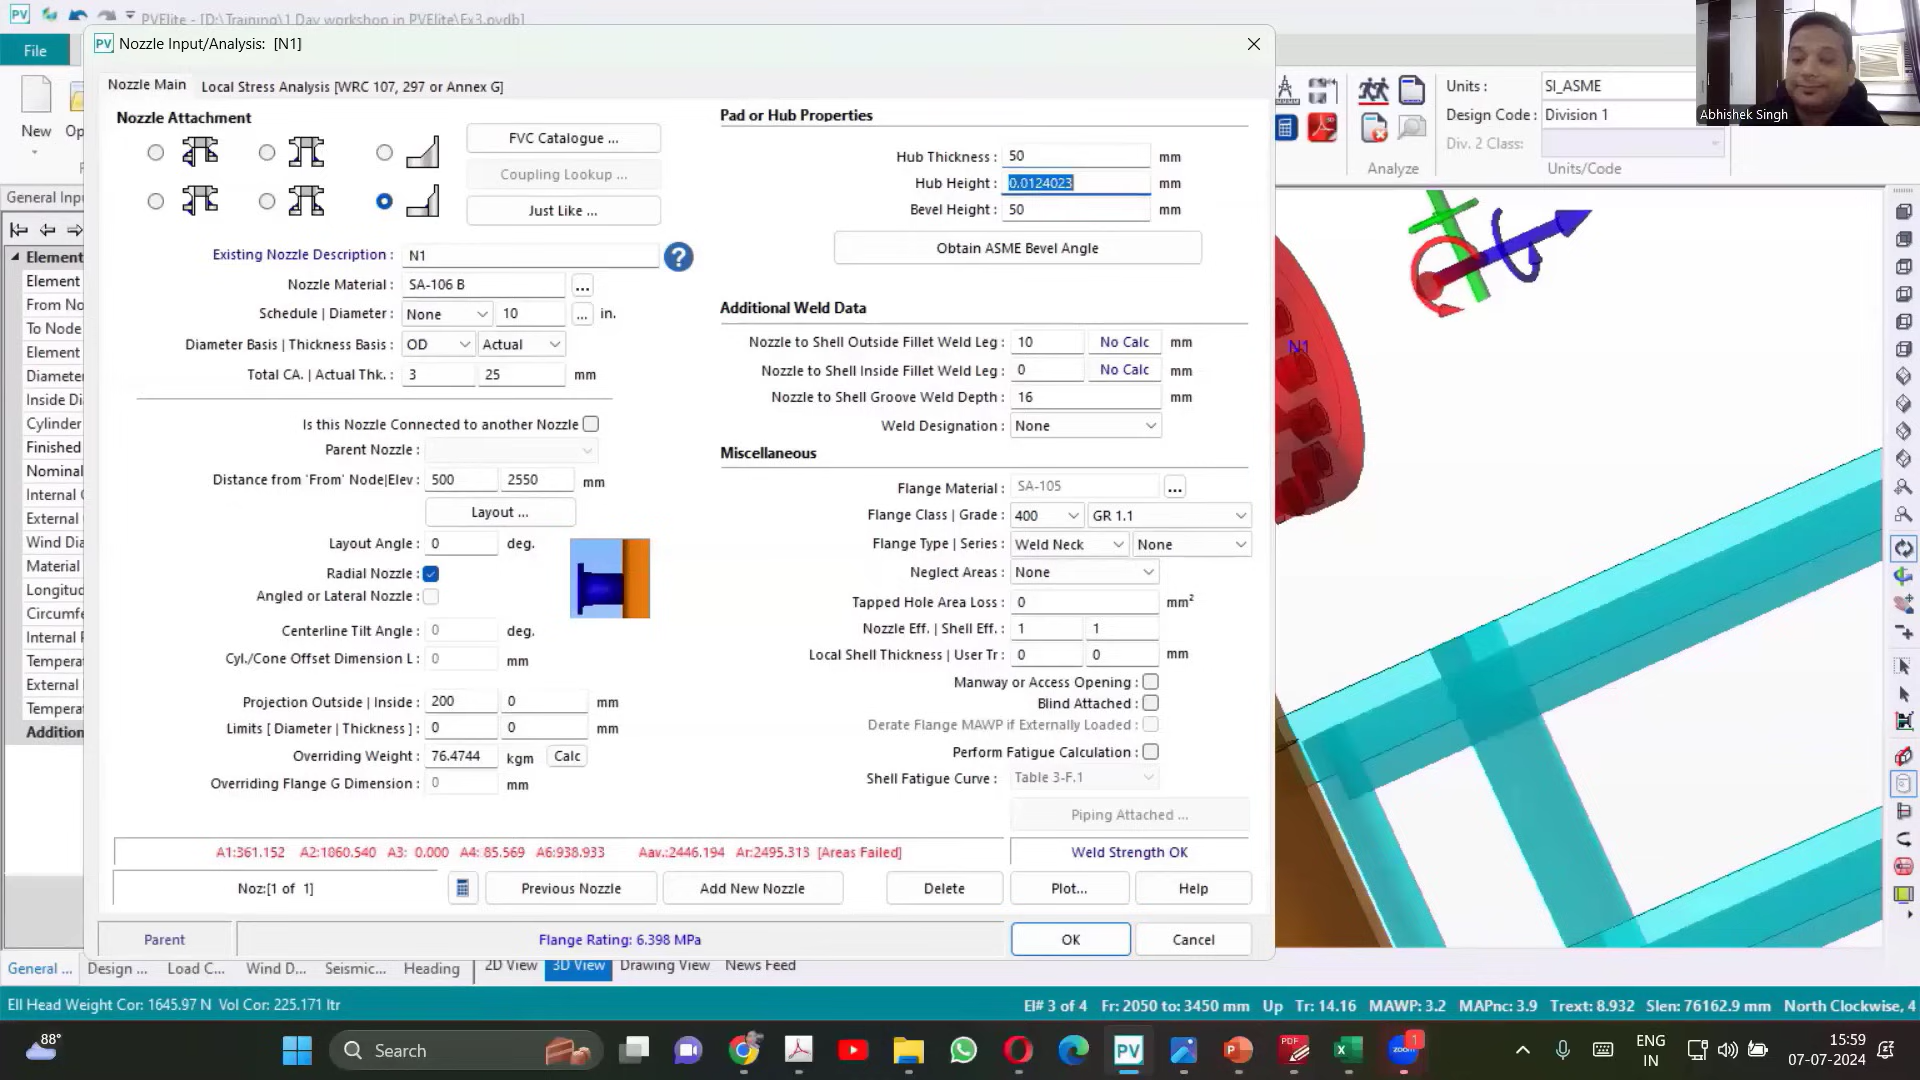 PVElite - [D:\Training\1 Day workshop in PVElite\Ex3.pvdb]
PV Nozzle Input/Analysis: [N1]
File
New
General Inpu
Element
Element
From No
To Node
Element
Diameter
Inside Di
Cylinder
Finished
Nominal
Internal C
External
Wind Dia
Material
Longitud
Circumfe
Internal P
Temperat
External
Temperat
Addition
Nozzle Main
Local Stress Analysis [WRC 107, 297 or Annex G]
Nozzle Attachment
FVC Catalogue ...
Coupling Lookup ...
Just Like ...
Existing Nozzle Description : N1
Nozzle Material : SA-106 B ...
Schedule | Diameter : None 10 ... in.
Diameter Basis | Thickness Basis : OD Actual
Total CA. | Actual Thk. : 3 25 mm
Is this Nozzle Connected to another Nozzle
Parent Nozzle :
Distance from 'From' Node|Elev : 500 2550 mm
Layout ...
Layout Angle : 0 deg.
Radial Nozzle :
Angled or Lateral Nozzle :
Centerline Tilt Angle : 0 deg.
Cyl./Cone Offset Dimension L : 0 mm
Projection Outside | Inside : 200 0 mm
Limits [ Diameter | Thickness ] : 0 0 mm
Overriding Weight : 76.4744 kgm Calc
Overriding Flange G Dimension : 0 mm
Pad or Hub Properties
Hub Thickness : 50 mm
Hub Height : 0.0124023 mm
Bevel Height : 50 mm
Obtain ASME Bevel Angle
Additional Weld Data
Nozzle to Shell Outside Fillet Weld Leg : 10 No Calc mm
Nozzle to Shell Inside Fillet Weld Leg : 0 No Calc mm
Nozzle to Shell Groove Weld Depth : 16 mm
Weld Designation : None
Miscellaneous
Flange Material : SA-105 ...
Flange Class | Grade : 400 GR 1.1
Flange Type | Series : Weld Neck None
Neglect Areas : None
Tapped Hole Area Loss : 0 mm²
Nozzle Eff. | Shell Eff. : 1 1
Local Shell Thickness | User Tr : 0 0 mm
Manway or Access Opening :
Blind Attached :
Derate Flange MAWP if Externally Loaded :
Perform Fatigue Calculation :
Shell Fatigue Curve : Table 3-F.1
Piping Attached ...
A1:361.152 A2:1060.540 A3: 0.000 A4: 85.569 A6:938.933 Aav.:2446.194 Ar:2495.313 [Areas Failed]
Weld Strength OK
Noz:[1 of 1]
Previous Nozzle
Add New Nozzle
Delete
Plot...
Help
Parent
Flange Rating: 6.398 MPa
OK
Cancel
Units : SI_ASME
Design Code : Division 1
Div. 2 Class:
Analyze
Units/Code
Abhishek Singh
N1
General ... Design ... Load C... Wind D... Seismic... Heading
2D View 3D View Drawing View News Feed
Ell Head Weight Cor: 1645.97 N Vol Cor: 225.171 ltr
El# 3 of 4 Fr: 2050 to: 3450 mm Up Tr: 14.16 MAWP: 3.2 MAPnc: 3.9 Trext: 8.932 Slen: 76162.9 mm North Clockwise, 4
88°
Search
PV
PDF
zoom
1
ENG
IN
15:59
07-07-2024